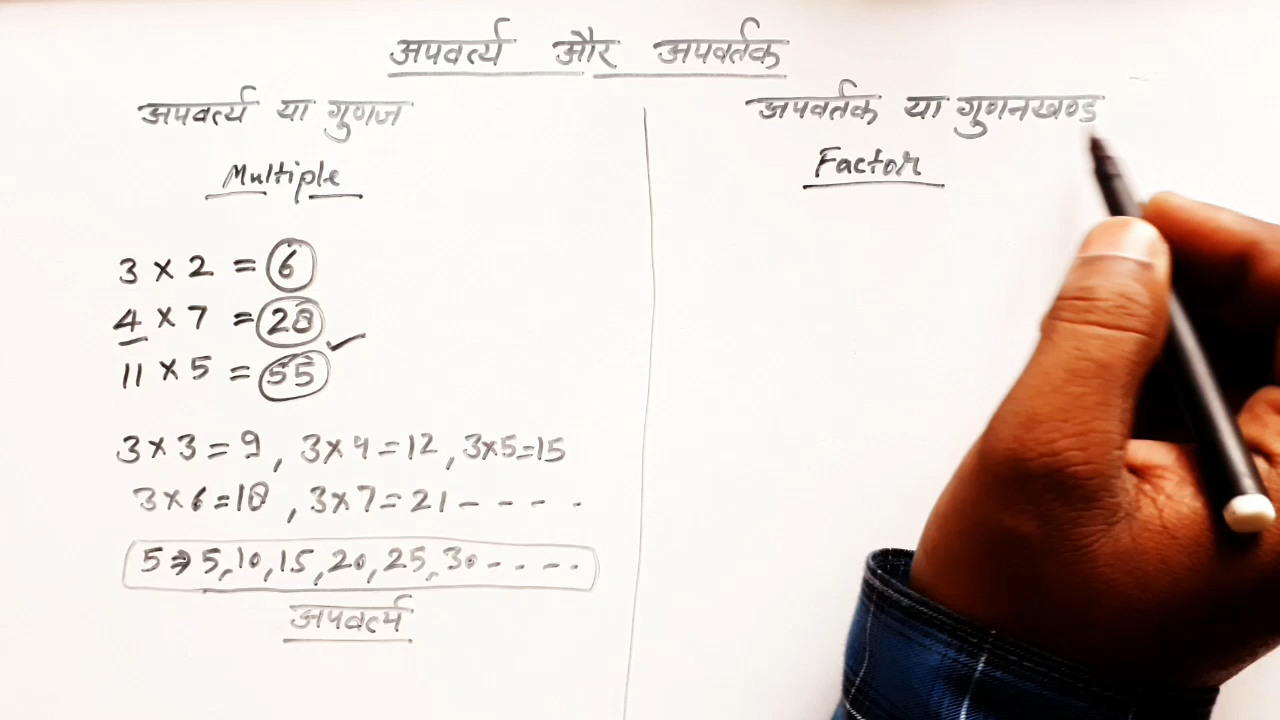 अपवर्त्य और अपवर्तक
अपवर्त्य या गुणज
Multiple
3 × 2 = 6
4 × 7 = 28
11 × 5 = 55 ✓
3 × 3 = 9 , 3 × 4 = 12 , 3×5=15
3 × 6 = 18 , 3 × 7 = 21 - - - -
5 ⇒ 5, 10, 15, 20, 25, 30 - - - -
अपवर्त्य
अपवर्तक या गुणनखण्ड
Factor